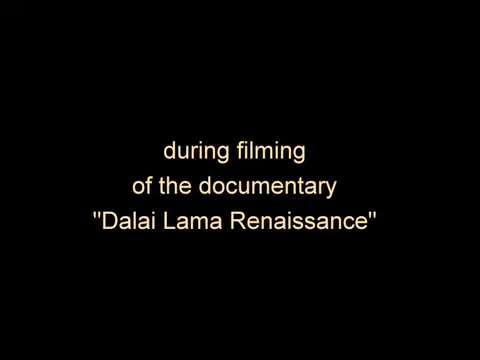 during filming
of the documentary
"Dalai Lama Renaissance"